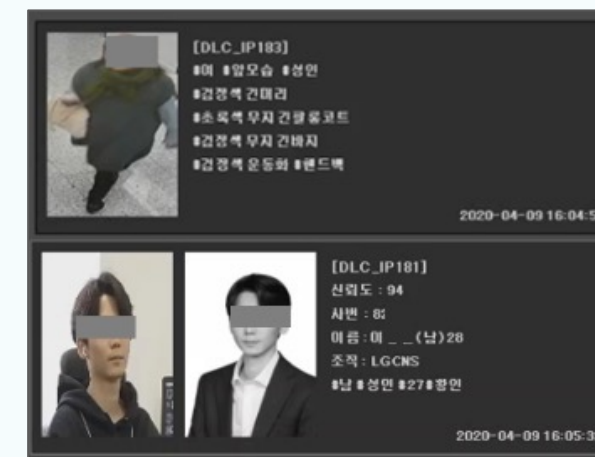 [DLC_IP183]
#여 #앞모습 #성인
#검정색 긴머리
#초록색 무지 긴팔 롱코트
#검정색 무지 긴바지
#검정색 운동화 #핸드백
2020-04-09 16:04:5
[DLC_IP181]
신뢰도 : 94
사번 : 82
이름 : 이 _ _ (남)28
조직 : LGCNS
#남 #성인 #27 #황인
2020-04-09 16:05:3